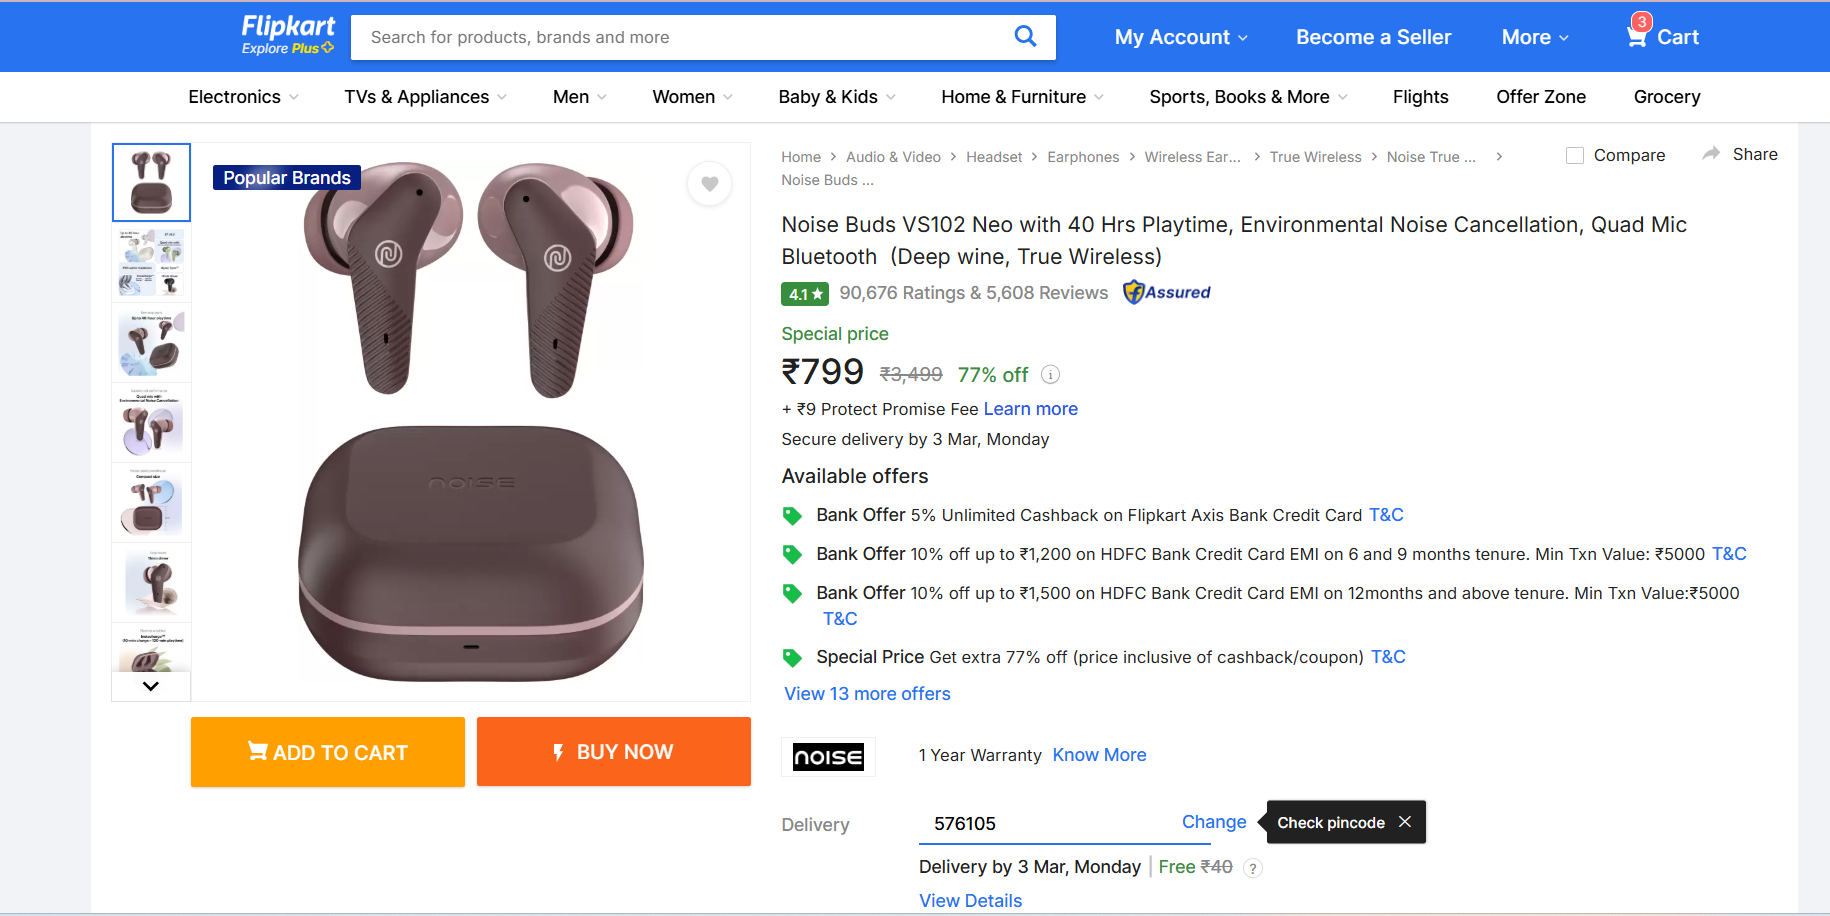 Flipkart
Explore Plus
Search for products, brands and more
My Account
Become a Seller
More
3
Cart
Electronics
TVs & Appliances
Men
Women
Baby & Kids
Home & Furniture
Sports, Books & More
Flights
Offer Zone
Grocery
Popular Brands
NOISE
ADD TO CART
BUY NOW
Home > Audio & Video > Headset > Earphones > Wireless Ear... > True Wireless > Noise True ... >
Noise Buds ...
Compare
Share
Noise Buds VS102 Neo with 40 Hrs Playtime, Environmental Noise Cancellation, Quad Mic
Bluetooth (Deep wine, True Wireless)
4.1★ 90,676 Ratings & 5,608 Reviews Assured
Special price
₹799 ₹3,499 77% off i
+ ₹9 Protect Promise Fee Learn more
Secure delivery by 3 Mar, Monday
Available offers
Bank Offer 5% Unlimited Cashback on Flipkart Axis Bank Credit Card T&C
Bank Offer 10% off up to ₹1,200 on HDFC Bank Credit Card EMI on 6 and 9 months tenure. Min Txn Value: ₹5000 T&C
Bank Offer 10% off up to ₹1,500 on HDFC Bank Credit Card EMI on 12months and above tenure. Min Txn Value:₹5000
T&C
Special Price Get extra 77% off (price inclusive of cashback/coupon) T&C
View 13 more offers
noise
1 Year Warranty Know More
Delivery
576105
Change
Check pincode ✕
Delivery by 3 Mar, Monday | Free ₹40 ?
View Details